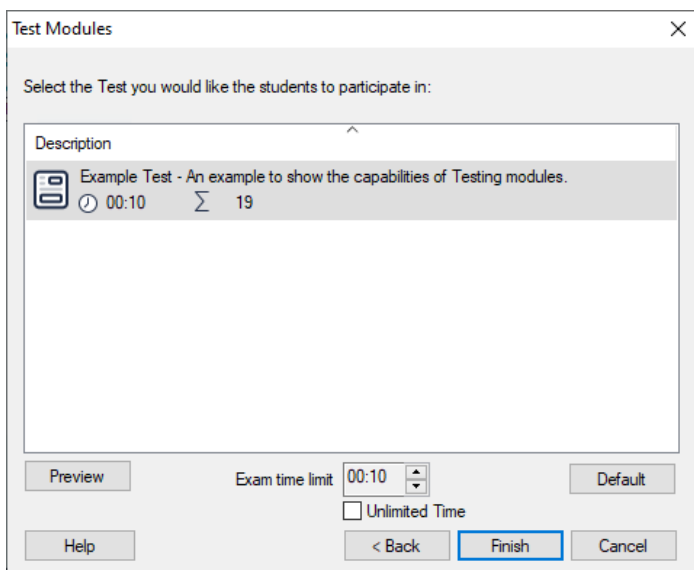 Test Modules
Select the Test you would like the students to participate in:
Description
Example Test - An example to show the capabilities of Testing modules.
00:10 Σ 19
Preview
Exam time limit 00:10
Default
Unlimited Time
Help
< Back
Finish
Cancel